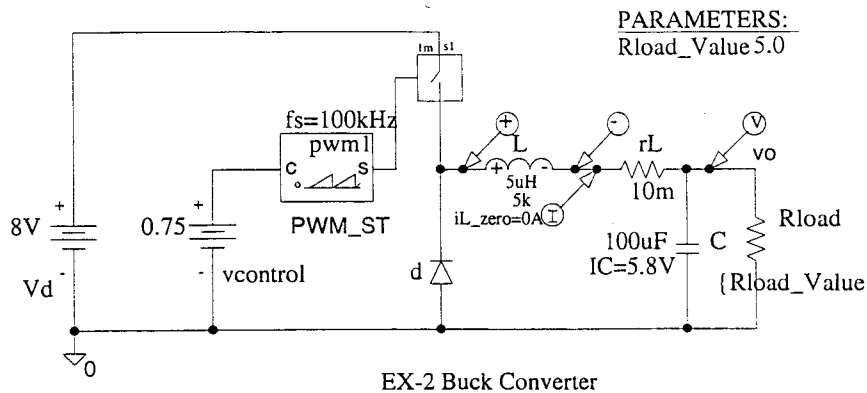 PARAMETERS:
Rload_Value 5.0
1m s1
fs=100kHz
pwm1
C S
PWM_ST
+
8V
-
Vd
+
0.75
-
vcontrol
+
-
V
L
rL
vo
+ -
5uH
5k
iL_zero=0A
I
10m
d
100uF C
IC=5.8V
Rload
{Rload_Value
0
EX-2 Buck Converter